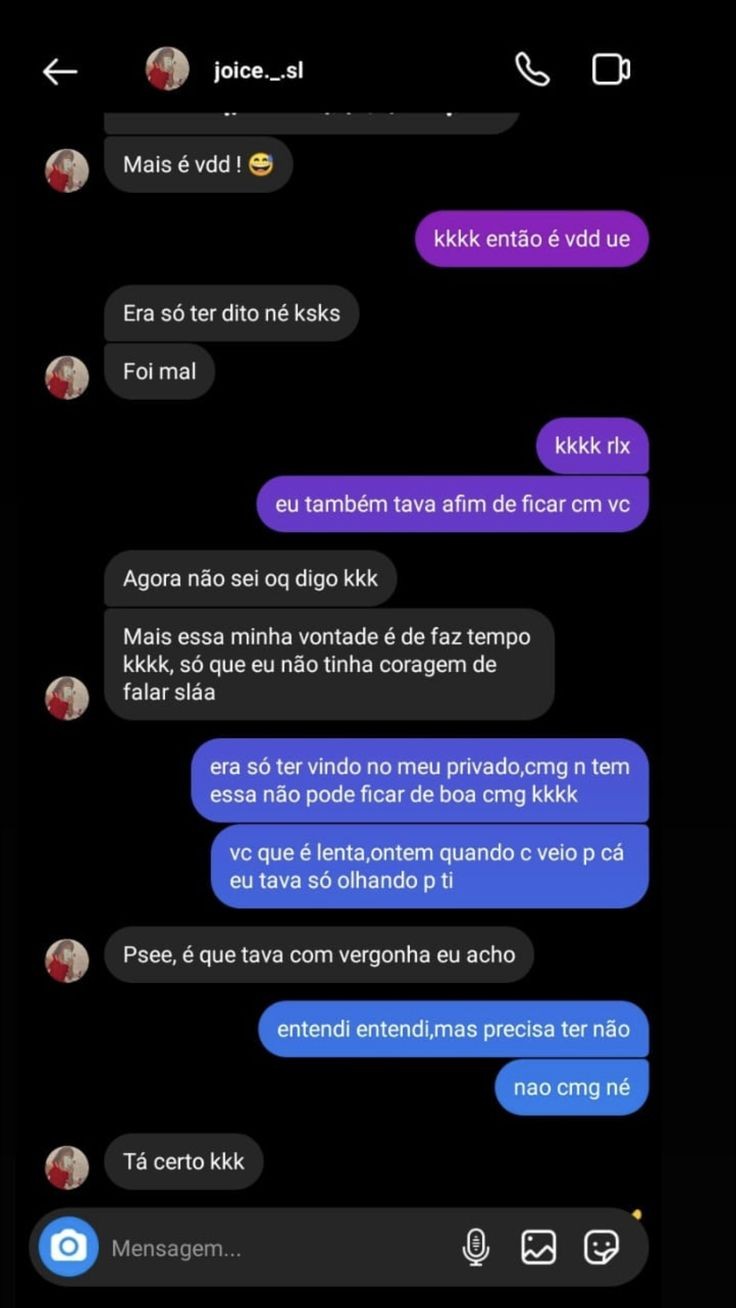 joice._.sl
Mais é vdd ! 😅
kkkk então é vdd ue
Era só ter dito né ksks
Foi mal
kkkk rlx
eu também tava afim de ficar cm vc
Agora não sei oq digo kkk
Mais essa minha vontade é de faz tempo
kkkk, só que eu não tinha coragem de
falar sláa
era só ter vindo no meu privado,cmg n tem
essa não pode ficar de boa cmg kkkk
vc que é lenta,ontem quando c veio p cá
eu tava só olhando p ti
Psee, é que tava com vergonha eu acho
entendi entendi,mas precisa ter não
nao cmg né
Tá certo kkk
Mensagem...